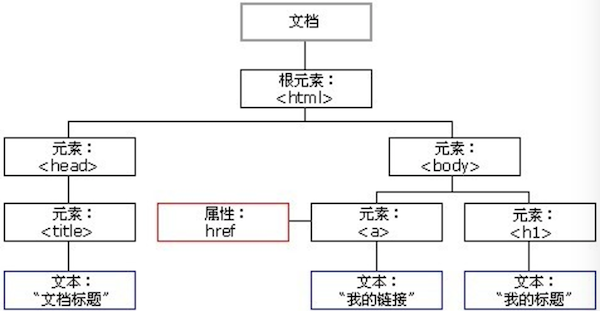 文档
根元素：
<html>
元素：
<head>
元素：
<body>
元素：
<title>
属性：
href
元素：
<a>
元素：
<h1>
文本：
“文档标题”
文本：
“我的链接”
文本：
“我的标题”